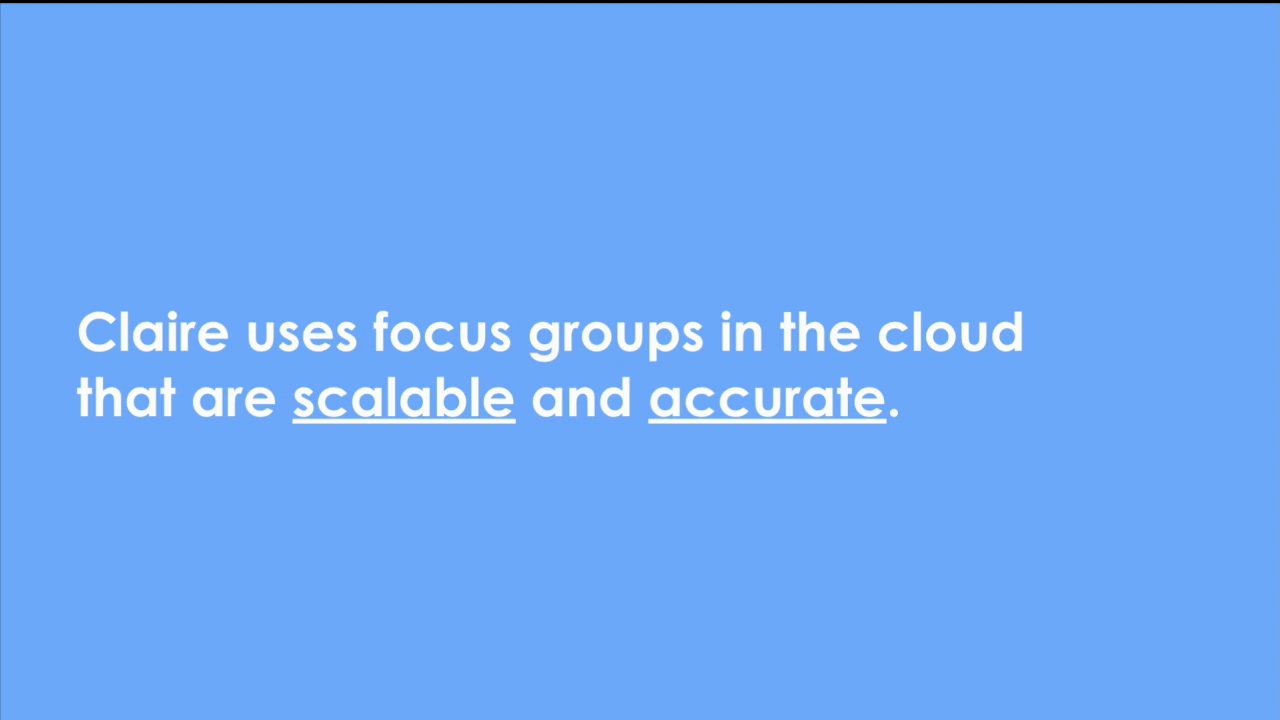 Claire uses focus groups in the cloud
that are scalable and accurate.